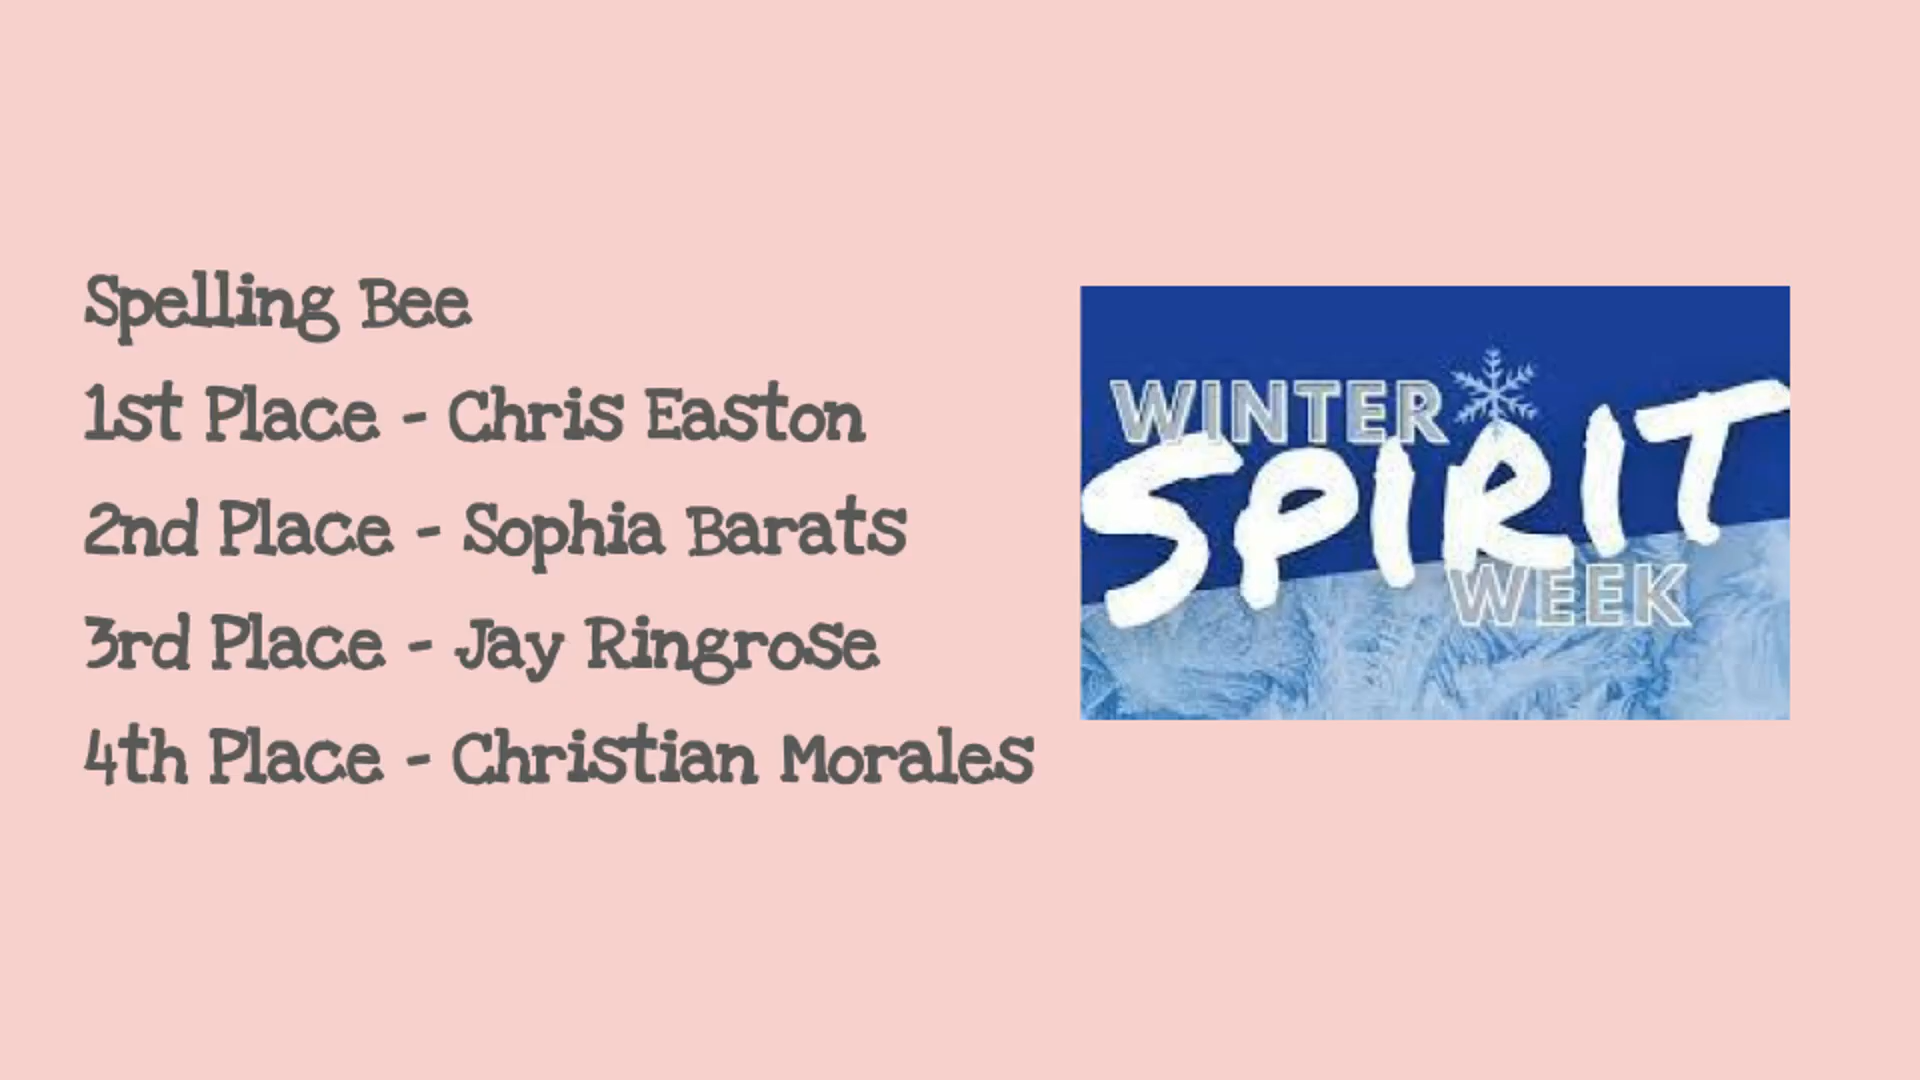 Spelling Bee
1st Place - Chris Easton
2nd Place - Sophia Barats
3rd Place - Jay Ringrose
4th Place - Christian Morales
WINTER
SPIRIT
WEEK